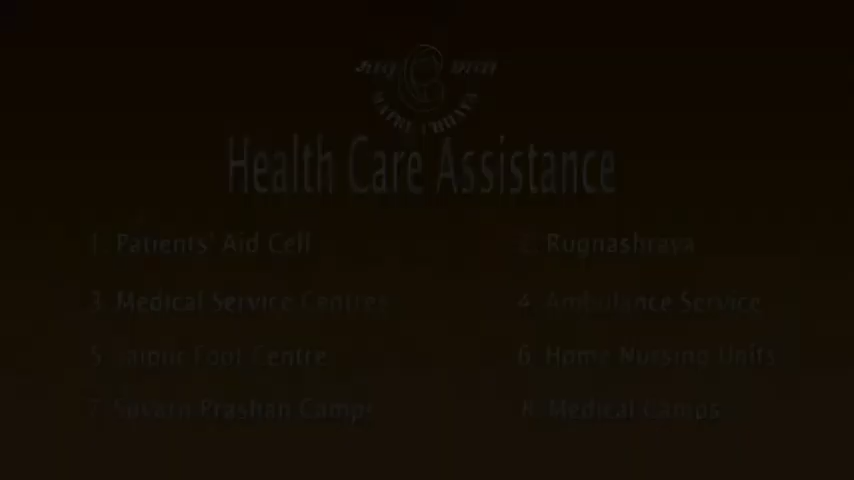 Health Care Assistance
1. Patients' Aid Cell
2. Rugnashraya
3. Medical Service Centres
4. Ambulance Service
5. Jaipur Foot Centre
6. Home Nursing Units
7. Suvarn Prashan Camps
8. Medical Camps